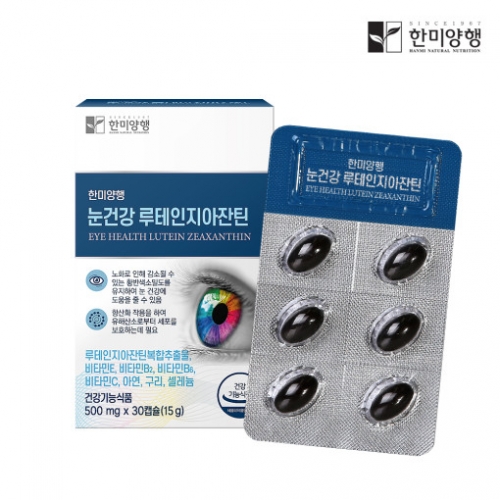 SINCE1967
한미양행
HANMI NATURAL NUTRITION
한미양행
한미양행
눈건강 루테인지아잔틴
EYE HEALTH LUTEIN ZEAXANTHIN
노화로 인해 감소될 수
있는 황반색소밀도를
유지하여 눈 건강에
도움을 줄 수 있음
항산화 작용을 하여
유해산소로부터 세포를
보호하는데 필요
루테인지아잔틴복합추출물,
비타민E, 비타민B₂, 비타민B₆,
비타민C, 아연, 구리, 셀레늄
건강기능식품
500 mg x 30캡슐(15 g)
건강
기능식
한미양행
눈건강 루테인지아잔틴
EYE HEALTH LUTEIN ZEAXANTHIN